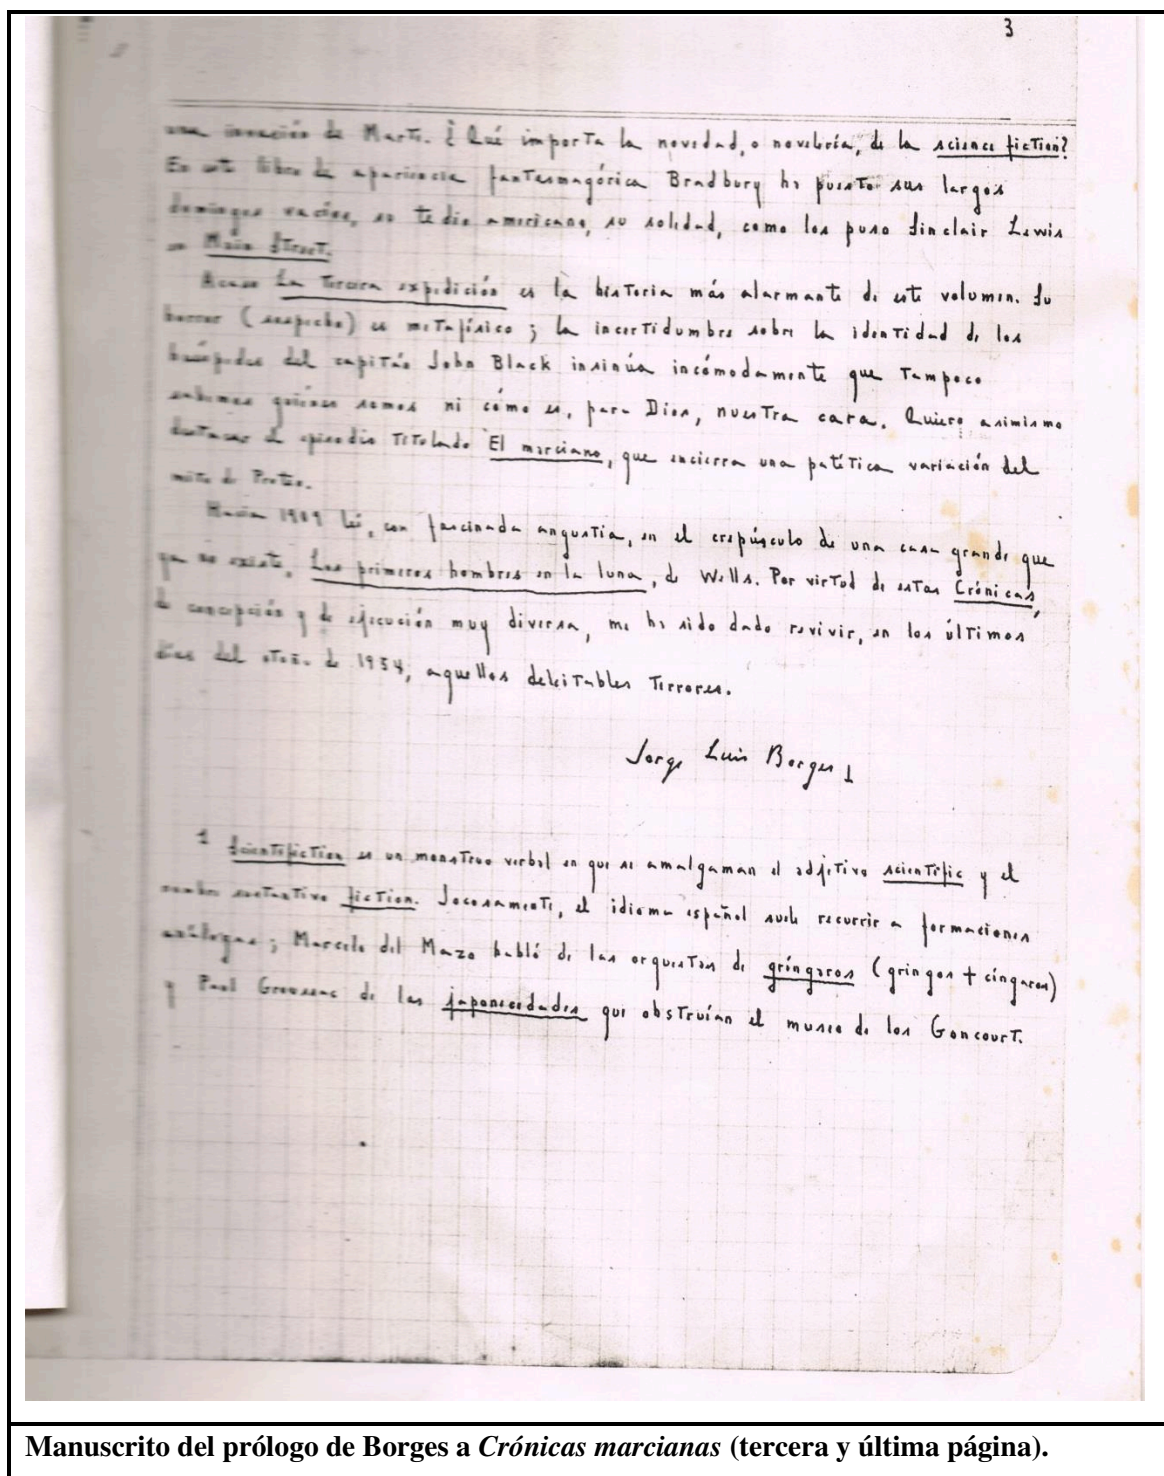 3
una invasión de Marte. ¿Qué importa la novedad, o novelería, de la science fiction?
En este libro de apariencia fantasmagórica Bradbury ha puesto sus largos
domingos vacíos, su tedio americano, su soledad, como los puso Sinclair Lewis
en Main Street.
Acaso La tercera expedición es la historia más alarmante de este volumen. Su
horror (sospecho) es metafísico; la incertidumbre sobre la identidad de los
huéspedes del capitán John Black insinúa incómodamente que tampoco
sabemos quiénes somos ni cómo es, para Dios, nuestra cara. Quiero asimismo
destacar el episodio titulado El marciano, que encierra una patética variación del
mito de Proteo.
Hacia 1909 leí, con fascinada angustia, en el crepúsculo de una casa grande que
ya no existe, Los primeros hombres en la luna, de Wells. Por virtud de estas Crónicas,
de concepción y de ejecución muy diversa, me ha sido dado revivir, en los últimos
días del otoño de 1954, aquellos deleitables terrores.
Jorge Luis Borges 1
1 Scientifiction es un monstruo verbal en que se amalgaman el adjetivo scientific y el
nombre sustantivo fiction. Jocosamente, el idioma español suele recurrir a formaciones
análogas; Marcelo del Mazo habló de las orquestas de gríngaros (gringos + cíngaros)
y Paul Groussac de las japonecedades que obstruían el museo de los Goncourt.
Manuscrito del prólogo de Borges a Crónicas marcianas (tercera y última página).